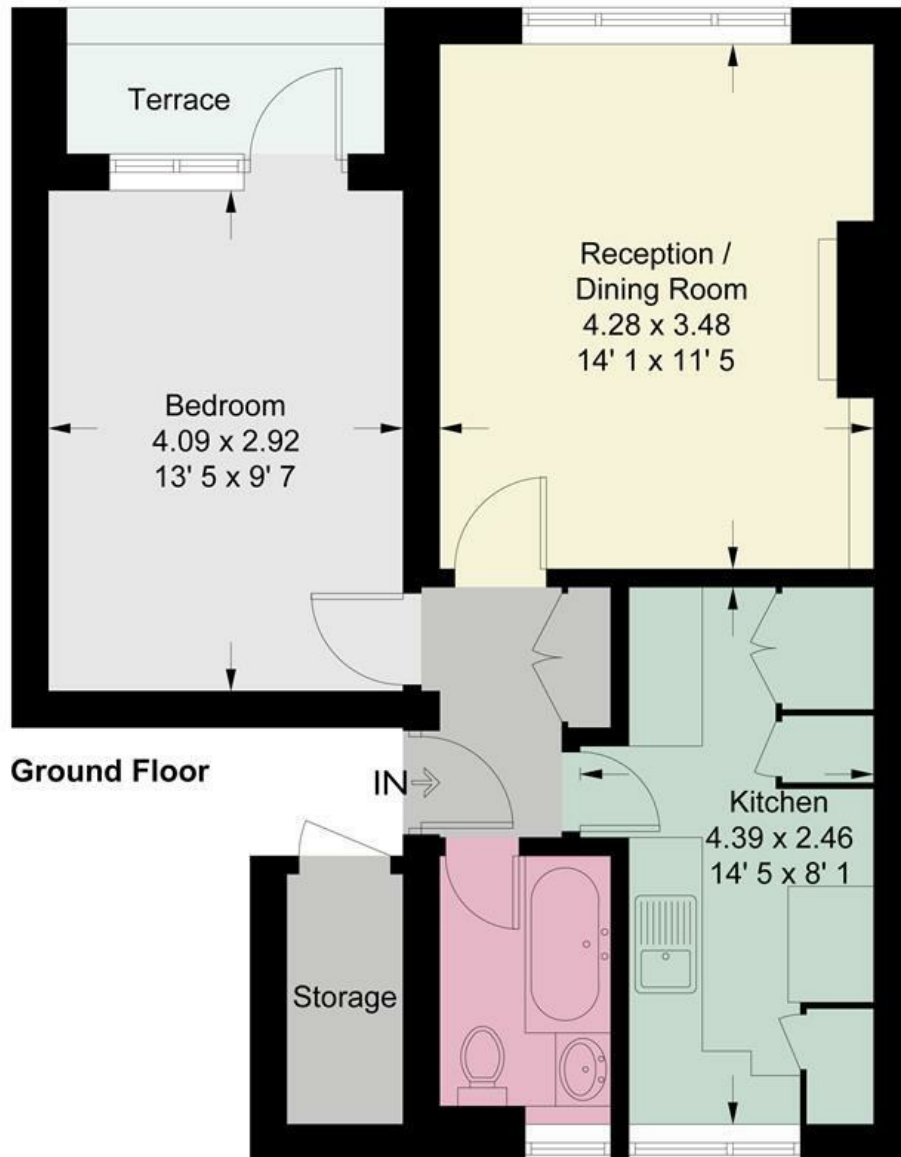 Terrace
Reception /
Dining Room
4.28 x 3.48
14' 1 x 11' 5
Bedroom
4.09 x 2.92
13' 5 x 9' 7
Ground Floor
IN
Kitchen
4.39 x 2.46
14' 5 x 8' 1
Storage